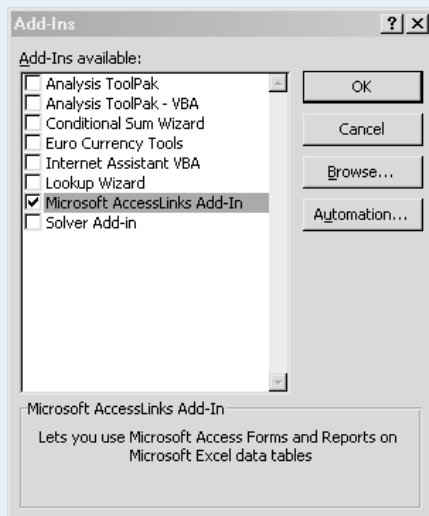 Add-Ins
Add-Ins available:
Analysis ToolPak
Analysis ToolPak - VBA
Conditional Sum Wizard
Euro Currency Tools
Internet Assistant VBA
Lookup Wizard
Microsoft AccessLinks Add-In
Solver Add-in
OK
Cancel
Browse...
Automation...
Microsoft AccessLinks Add-In
Lets you use Microsoft Access Forms and Reports on
Microsoft Excel data tables